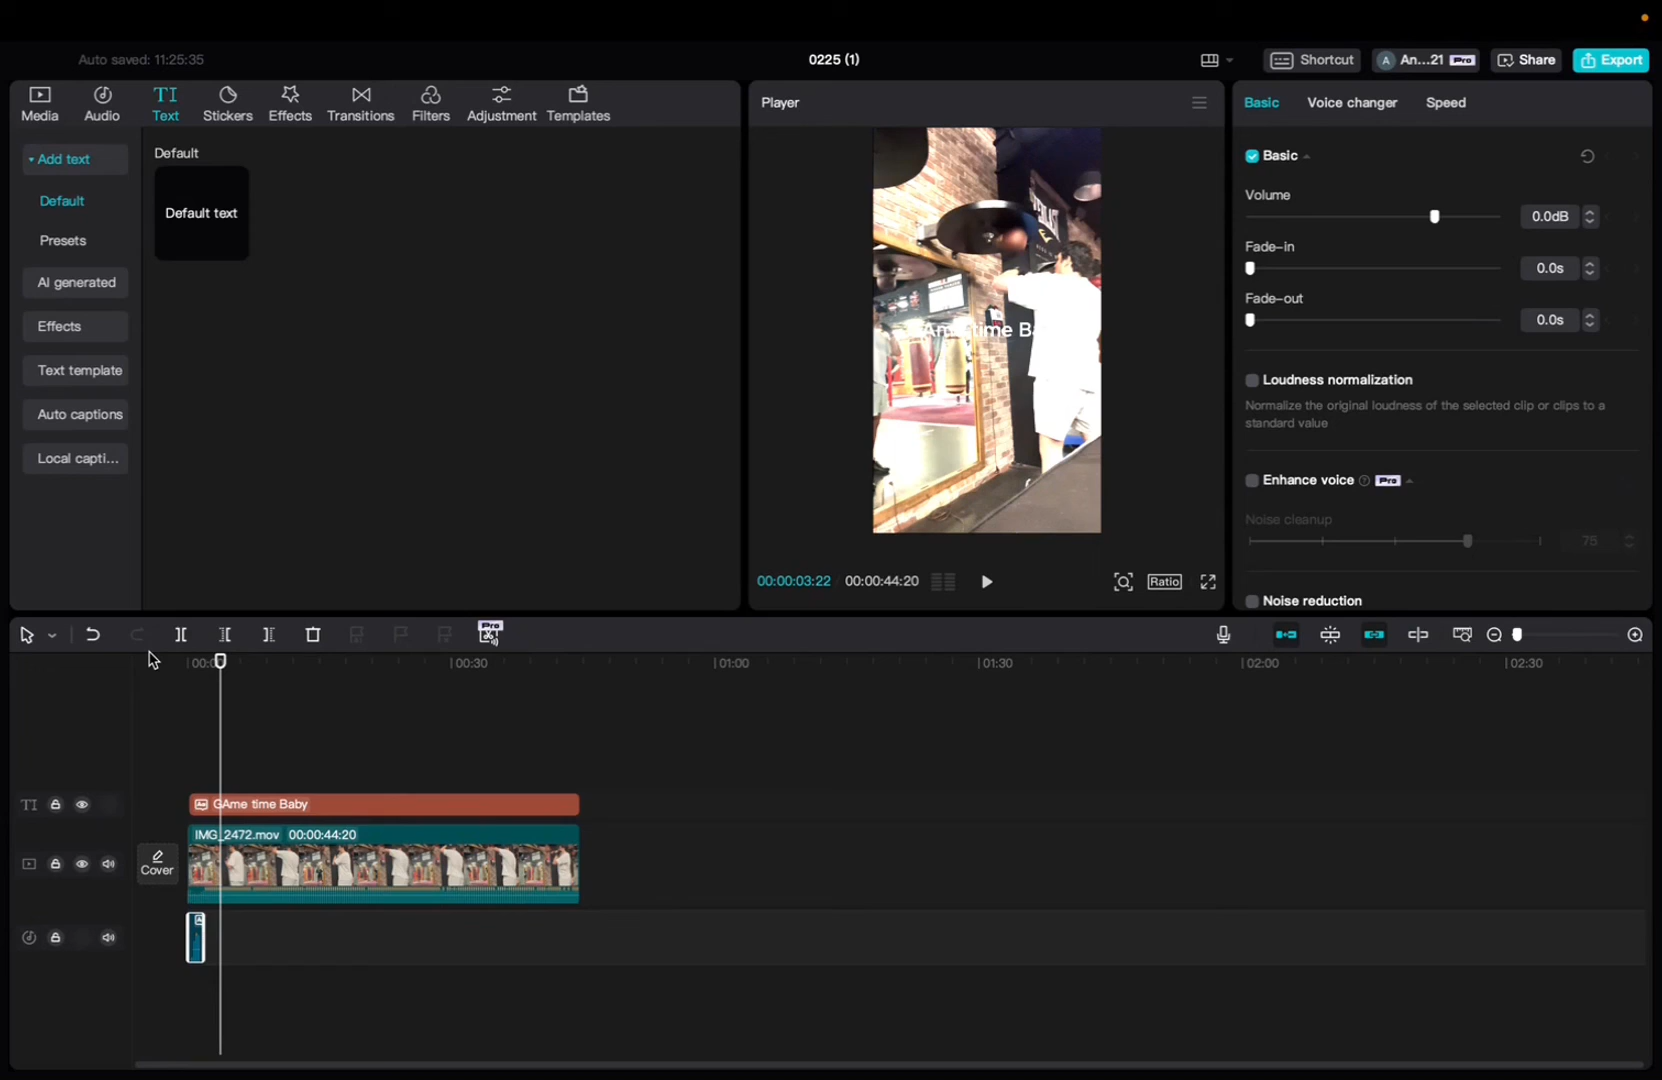 Auto saved: 11:25:35
0225 (1)
Shortcut
A
An...21
Pro
Share
Export
Media
Audio
TI
Text
Stickers
Effects
Transitions
Filters
Adjustment
Templates
Add text
Default
Presets
AI generated
Effects
Text template
Auto captions
Local capti...
Default
Default text
Player
00:00:03:22
00:00:44:20
Ratio
Basic
Voice changer
Speed
Basic
Volume
0.0dB
Fade-in
0.0s
Fade-out
0.0s
Loudness normalization
Normalize the original loudness of the selected clip or clips to a
standard value
Enhance voice
Pro
Noise cleanup
75
Noise reduction
Pro
00:30
01:00
01:30
02:00
02:30
TI
GAme time Baby
IMG_2472.mov 00:00:44:20
Cover